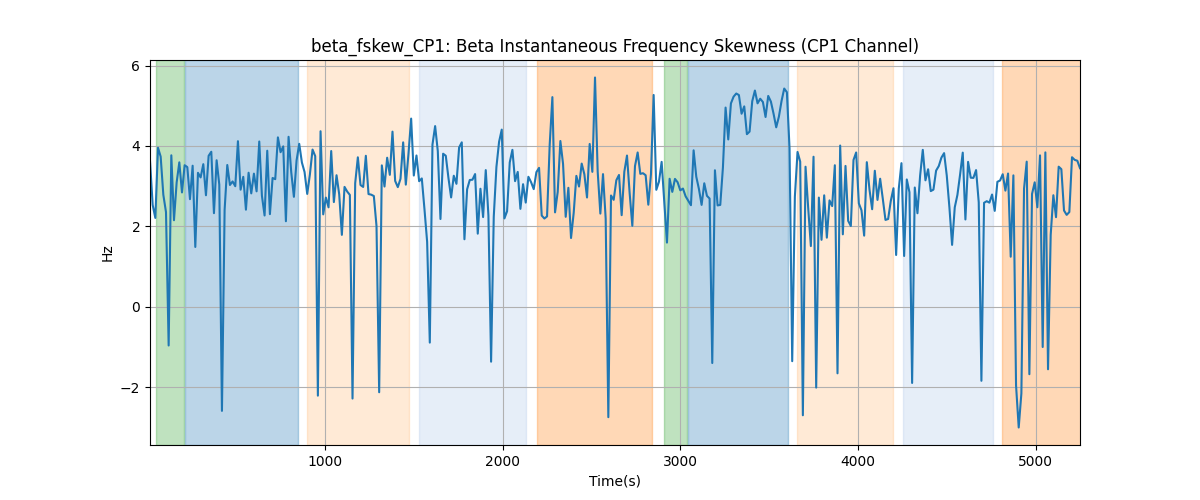 beta_fskew_CP1: Beta Instantaneous Frequency Skewness (CP1 Channel)
6
4
2
0
−2
Hz
1000 2000 3000 4000 5000
Time(s)